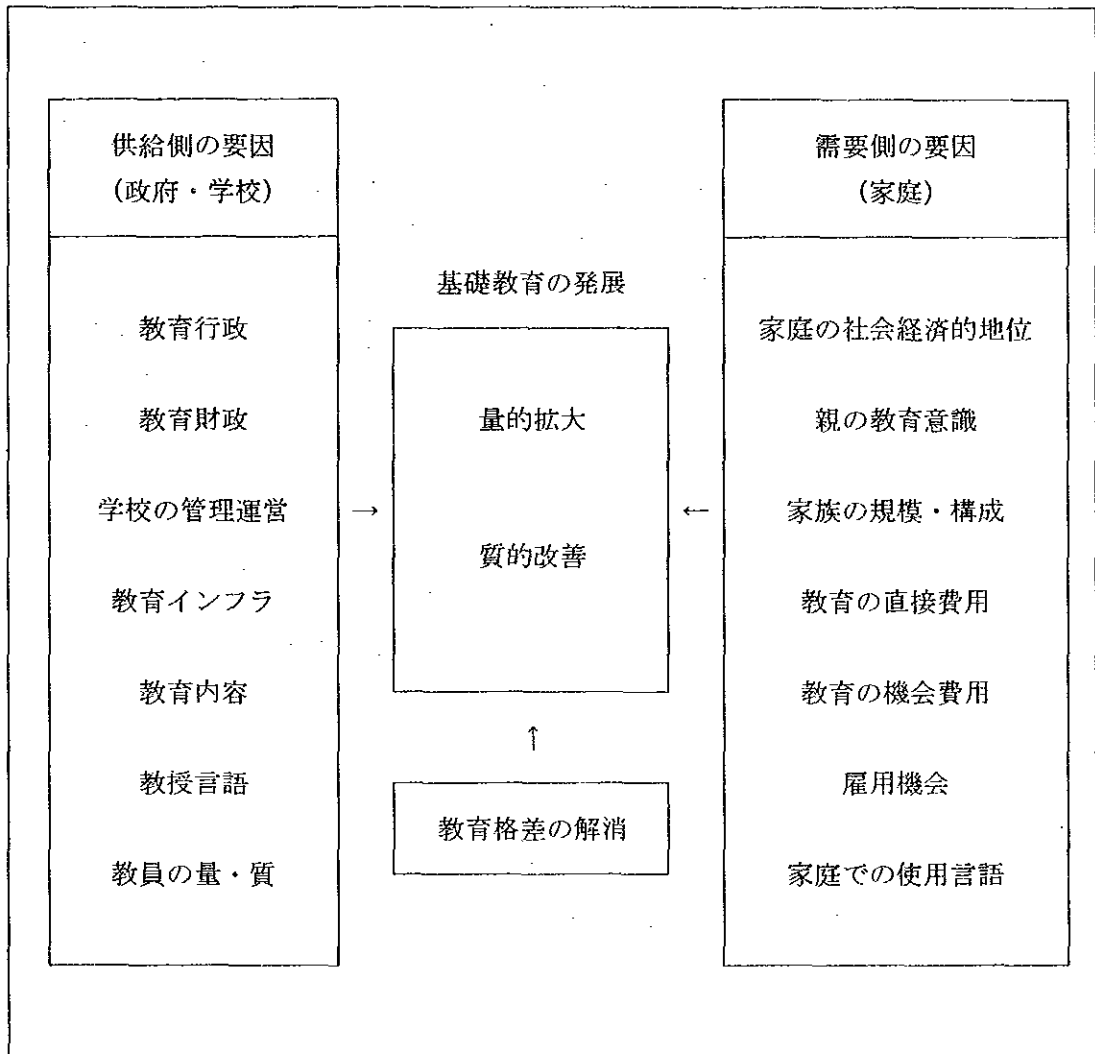 供給側の要因
(政府・学校)
教育行政
教育財政
学校の管理運営
教育インフラ
教育内容
教授言語
教員の量・質
→
基礎教育の発展
量的拡大
質的改善
↑
教育格差の解消
←
需要側の要因
(家庭)
家庭の社会経済的地位
親の教育意識
家族の規模・構成
教育の直接費用
教育の機会費用
雇用機会
家庭での使用言語